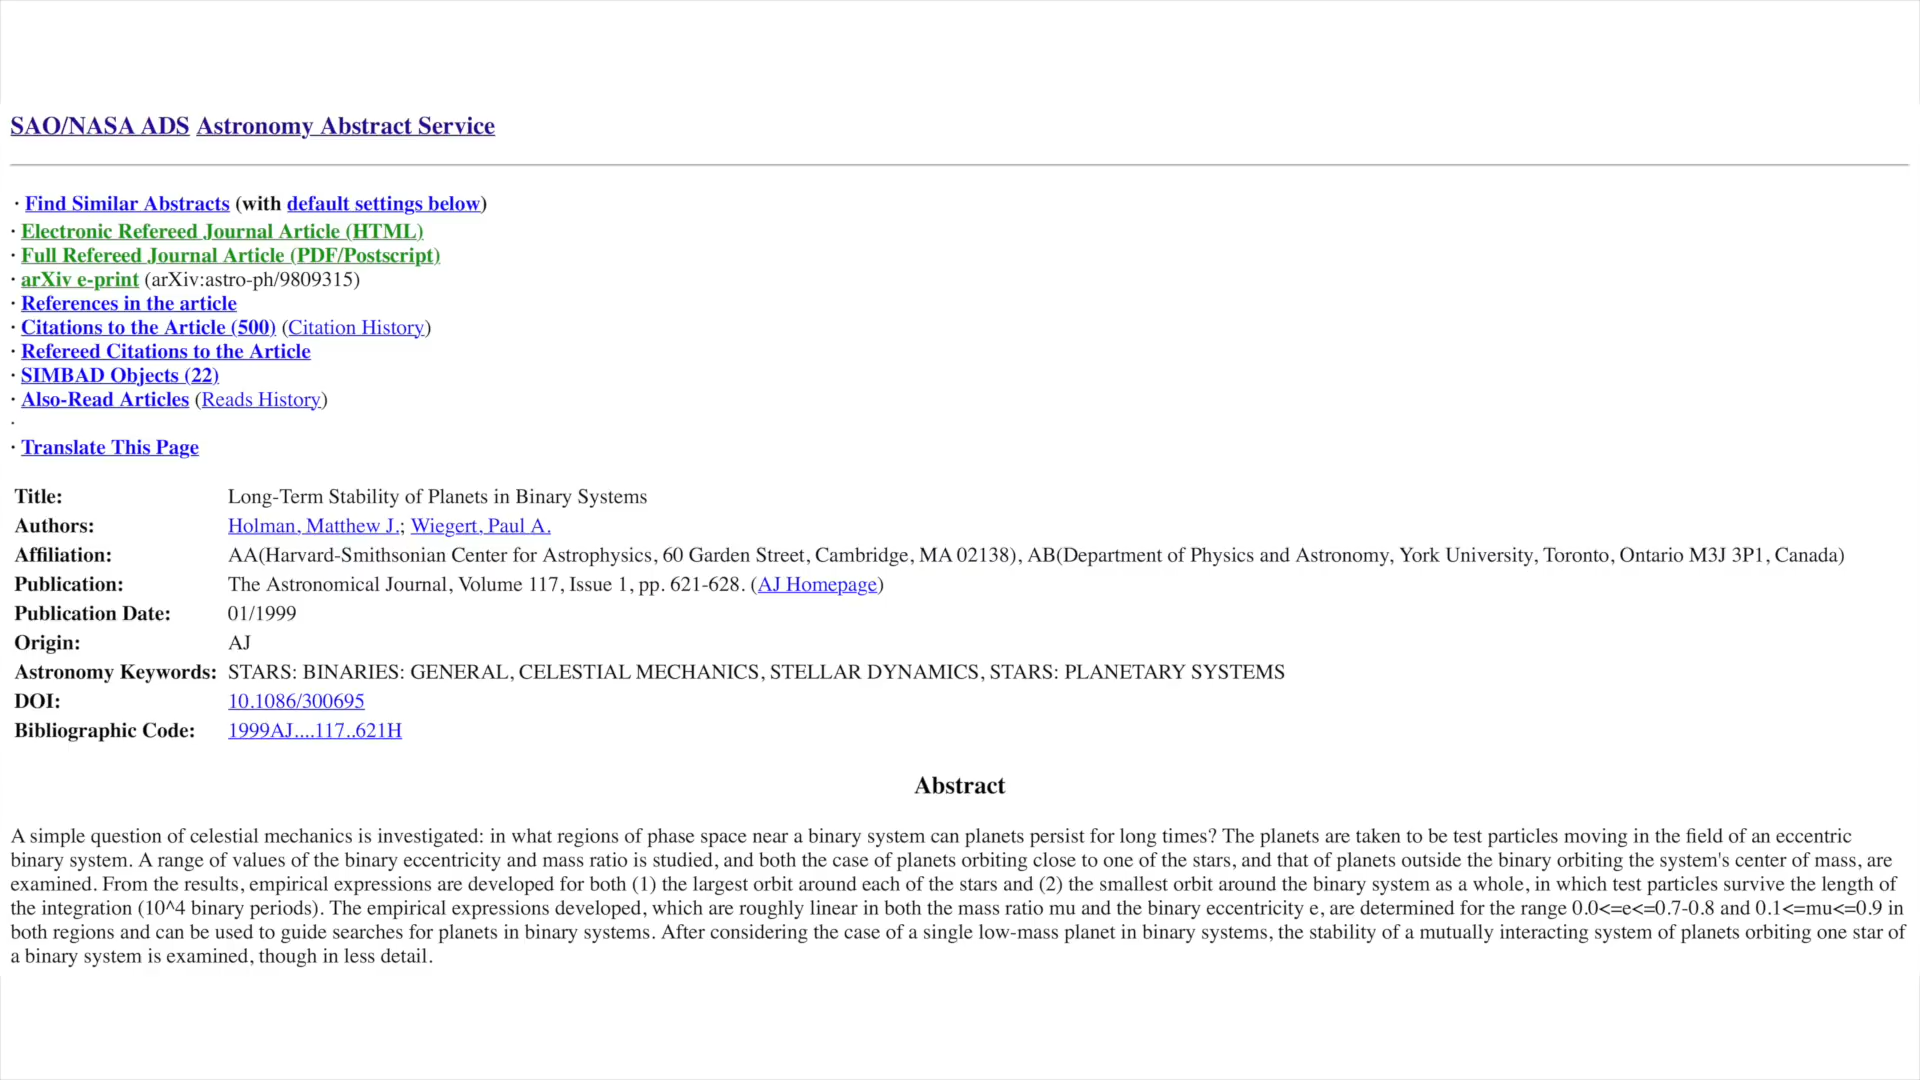 SAO/NASA ADS Astronomy Abstract Service
· Find Similar Abstracts (with default settings below)
· Electronic Refereed Journal Article (HTML)
· Full Refereed Journal Article (PDF/Postscript)
· arXiv e-print (arXiv:astro-ph/9809315)
· References in the article
· Citations to the Article (500) (Citation History)
· Refereed Citations to the Article
· SIMBAD Objects (22)
· Also-Read Articles (Reads History)
·
· Translate This Page
Title: Long-Term Stability of Planets in Binary Systems
Authors: Holman, Matthew J.; Wiegert, Paul A.
Affiliation: AA(Harvard-Smithsonian Center for Astrophysics, 60 Garden Street, Cambridge, MA 02138), AB(Department of Physics and Astronomy, York University, Toronto, Ontario M3J 3P1, Canada)
Publication: The Astronomical Journal, Volume 117, Issue 1, pp. 621-628. (AJ Homepage)
Publication Date: 01/1999
Origin: AJ
Astronomy Keywords: STARS: BINARIES: GENERAL, CELESTIAL MECHANICS, STELLAR DYNAMICS, STARS: PLANETARY SYSTEMS
DOI: 10.1086/300695
Bibliographic Code: 1999AJ....117..621H
Abstract
A simple question of celestial mechanics is investigated: in what regions of phase space near a binary system can planets persist for long times? The planets are taken to be test particles moving in the field of an eccentric
binary system. A range of values of the binary eccentricity and mass ratio is studied, and both the case of planets orbiting close to one of the stars, and that of planets outside the binary orbiting the system's center of mass, are
examined. From the results, empirical expressions are developed for both (1) the largest orbit around each of the stars and (2) the smallest orbit around the binary system as a whole, in which test particles survive the length of
the integration (10^4 binary periods). The empirical expressions developed, which are roughly linear in both the mass ratio mu and the binary eccentricity e, are determined for the range 0.0<=e<=0.7-0.8 and 0.1<=mu<=0.9 in
both regions and can be used to guide searches for planets in binary systems. After considering the case of a single low-mass planet in binary systems, the stability of a mutually interacting system of planets orbiting one star of
a binary system is examined, though in less detail.